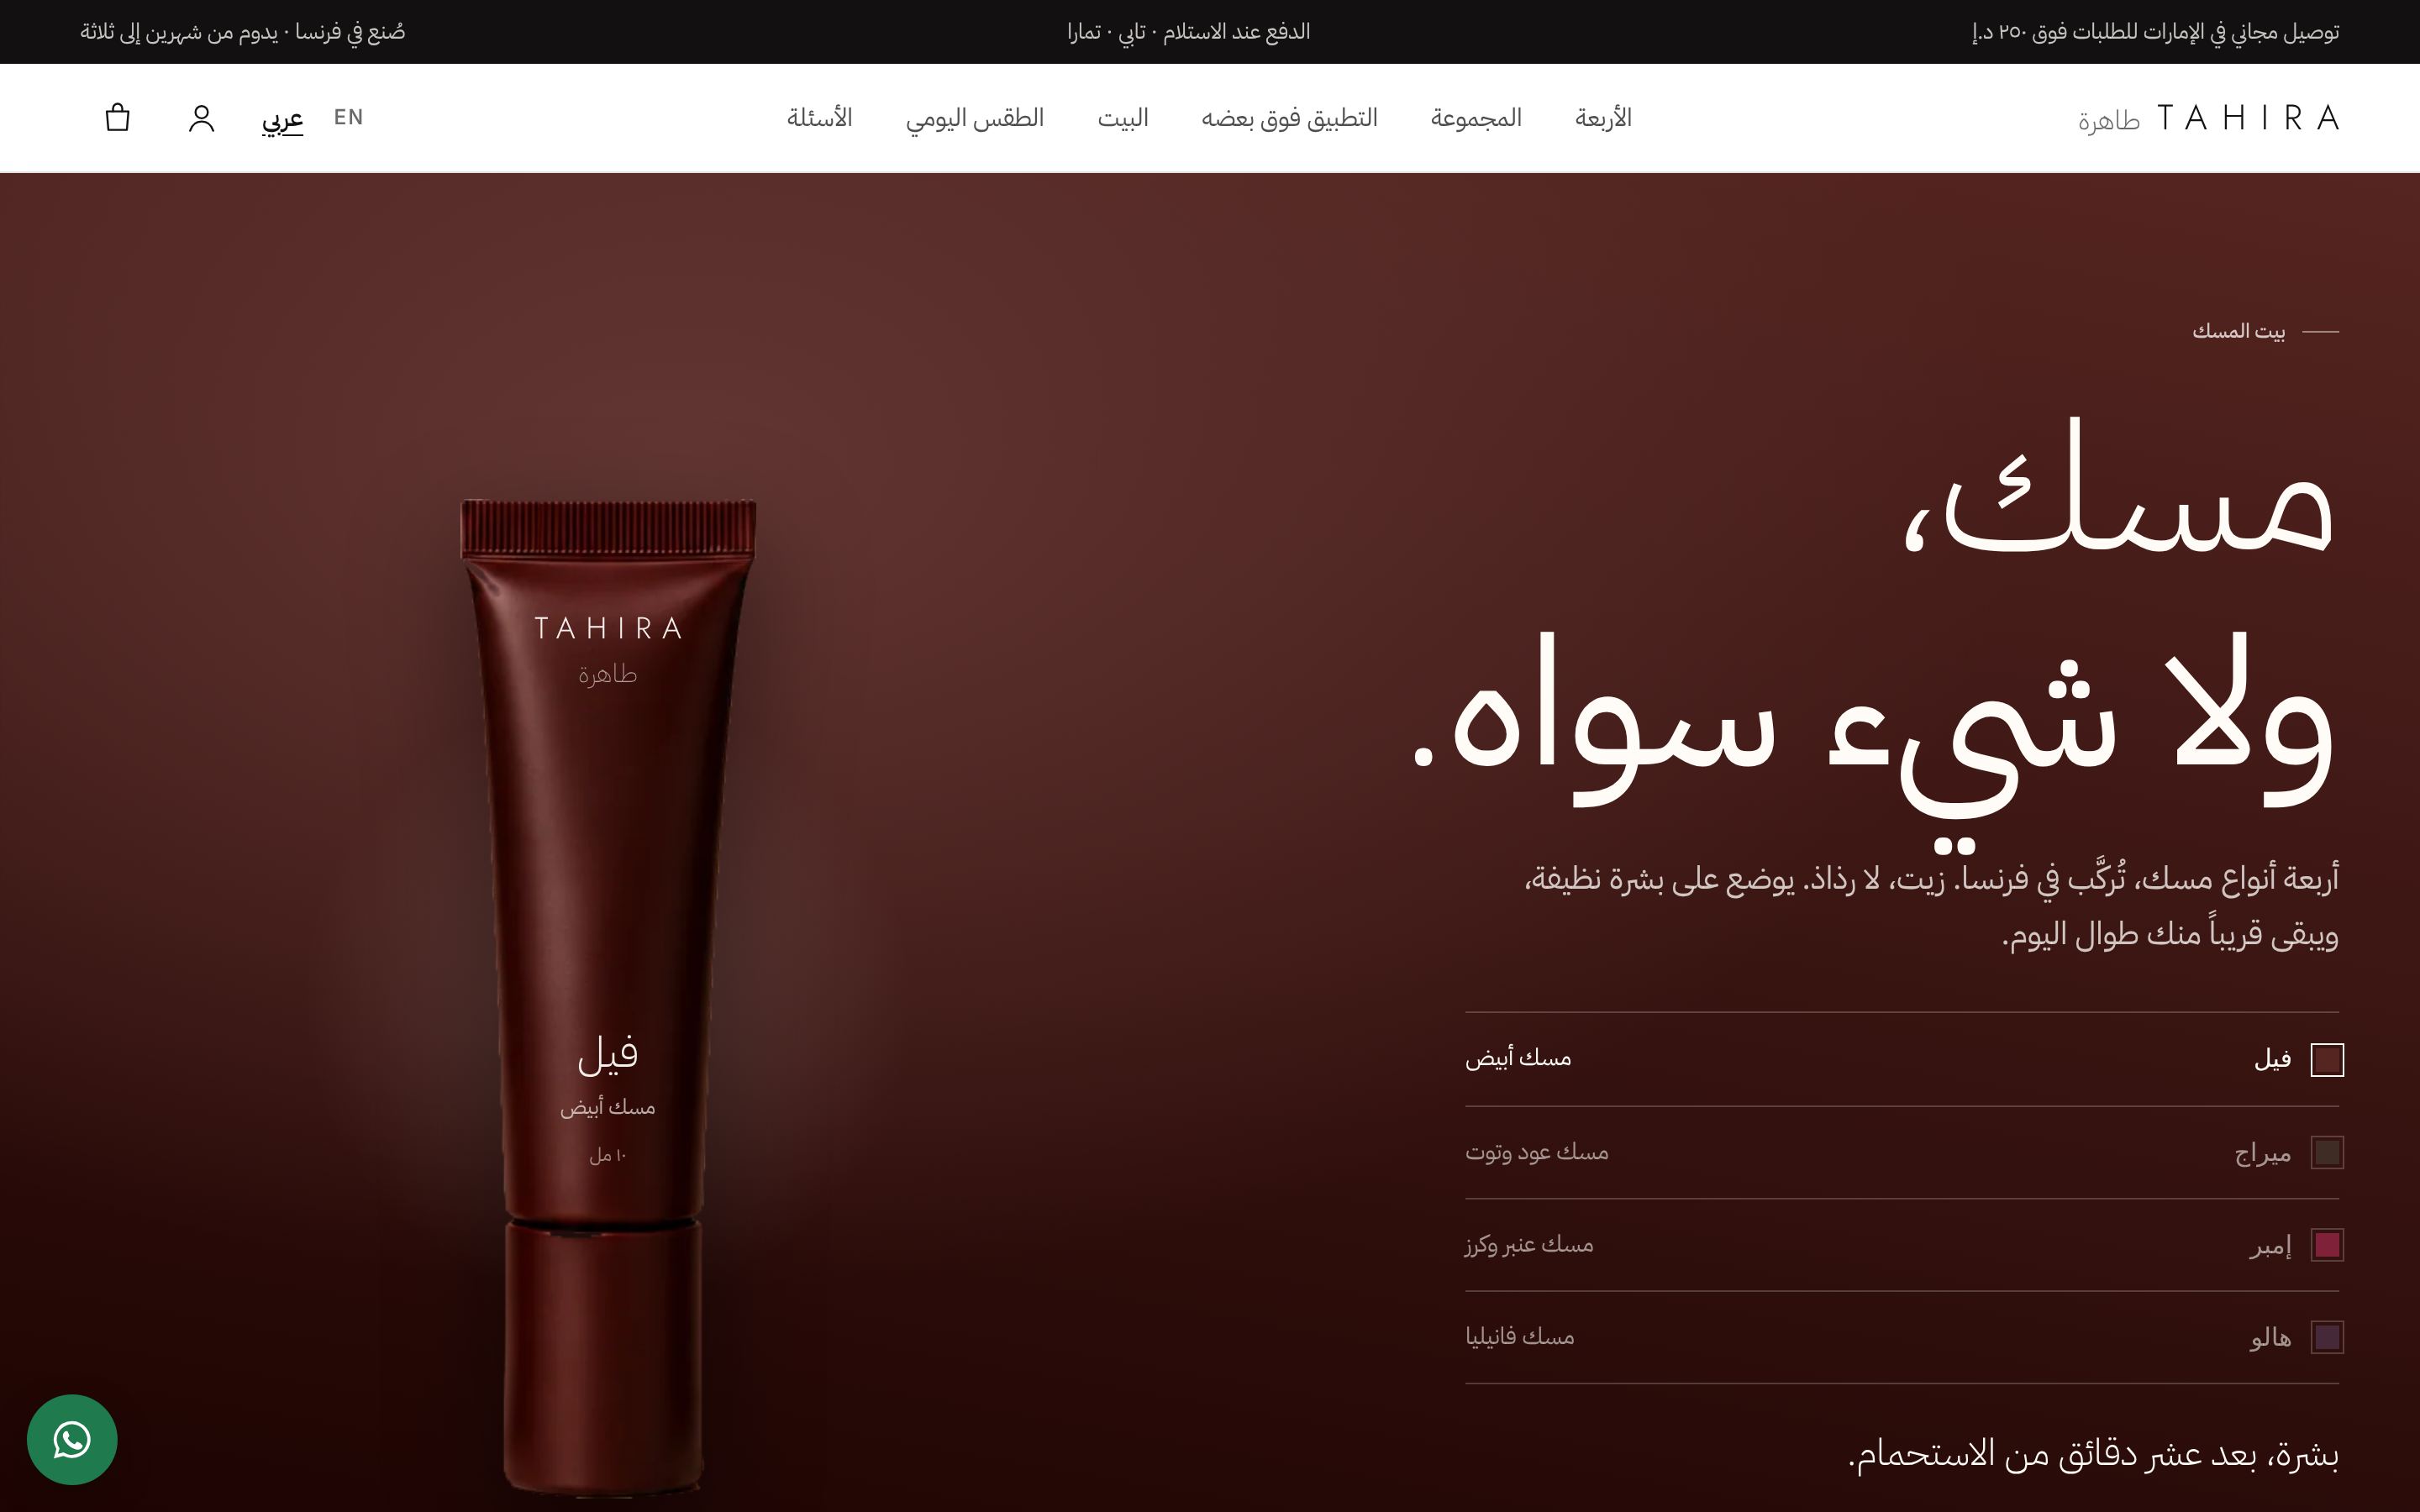 توصيل مجاني في الإمارات للطلبات فوق ٢٥٠ د.إ
الدفع عند الاستلام · تابي · تمارا
صُنع في فرنسا · يدوم من شهرين إلى ثلاثة
TAHIRA طاهرة
الأربعة
المجموعة
التطبيق فوق بعضه
البيت
الطقس اليومي
الأسئلة
EN
عربي
بيت المسك
مسك،
ولا شيء سواه.
أربعة أنواع مسك، تُركَّب في فرنسا. زيت، لا رذاذ. يوضع على بشرة نظيفة،
ويبقى قريباً منك طوال اليوم.
فيل مسك أبيض
ميراج مسك عود وتوت
إمبر مسك عنبر وكرز
هالو مسك فانيليا
بشرة، بعد عشر دقائق من الاستحمام.
TAHIRA
طاهرة
فيل
مسك أبيض
١٠ مل